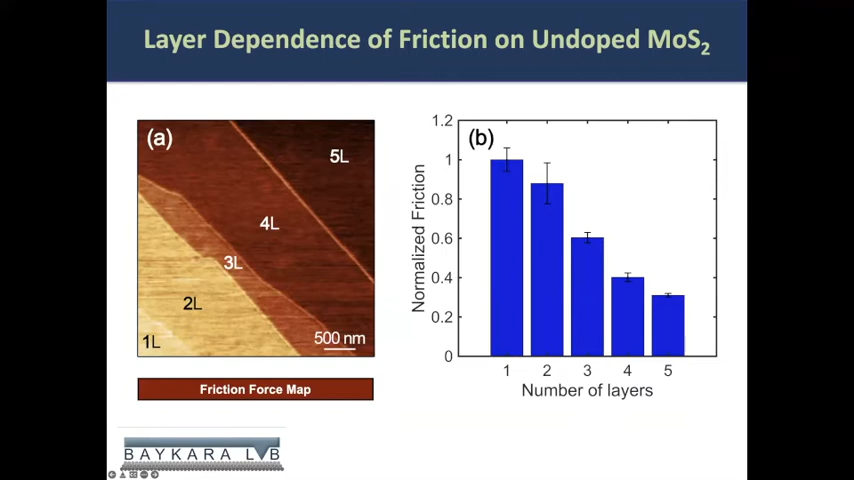 Layer Dependence of Friction on Undoped MoS₂
(a)
5L
4L
3L
2L
1L
500 nm
Friction Force Map
(b)
1.2
1
0.8
0.6
0.4
0.2
0
Normalized Friction
1 2 3 4 5
Number of layers
BAYKARA LAB